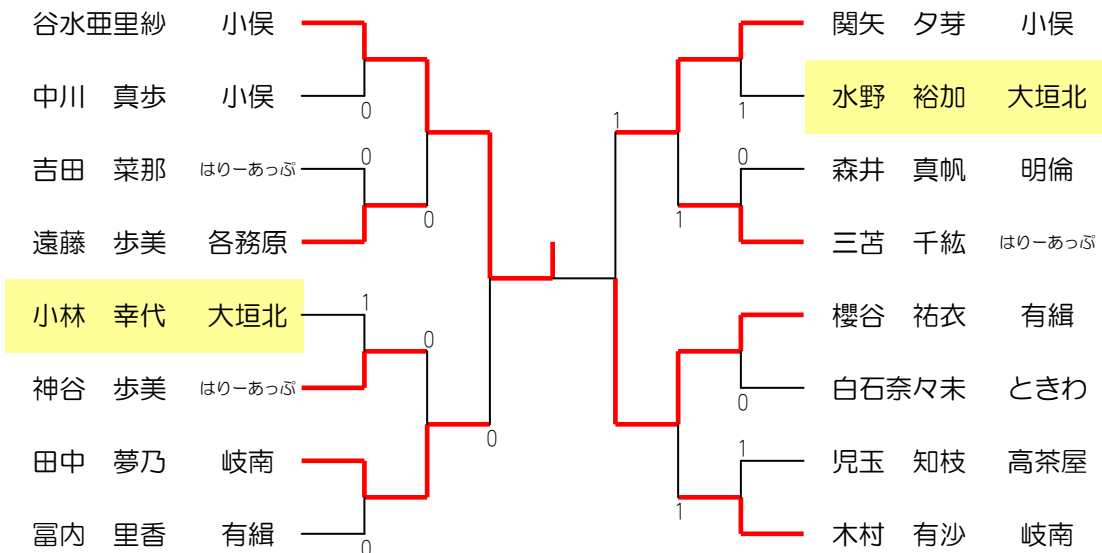 谷水亜里紗 小俣
0
中川 真歩 小俣
0
吉田 菜那 はりーあっぷ
0
遠藤 歩美 各務原
1
小林 幸代 大垣北
0
神谷 歩美 はりーあっぷ
0
田中 夢乃 岐南
0
冨内 里香 有緝
関矢 夕芽 小俣
1
1
水野 裕加 大垣北
0
森井 真帆 明倫
1
三苫 千紘 はりーあっぷ
櫻谷 祐衣 有緝
0
白石奈々未 ときわ
1
児玉 知枝 高茶屋
1
木村 有沙 岐南